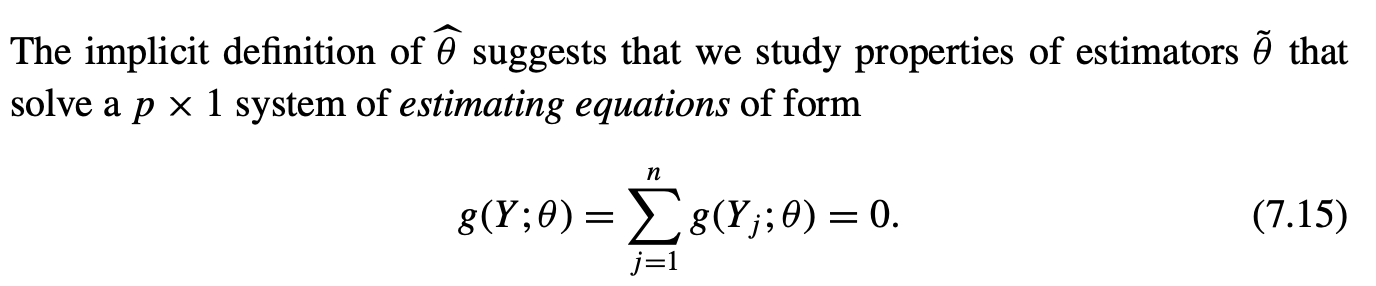 The implicit definition of θ̂ suggests that we study properties of estimators θ̃ that
solve a p × 1 system of estimating equations of form
g(Y; θ) = ∑_{j=1}^{n} g(Y_j; θ) = 0. (7.15)